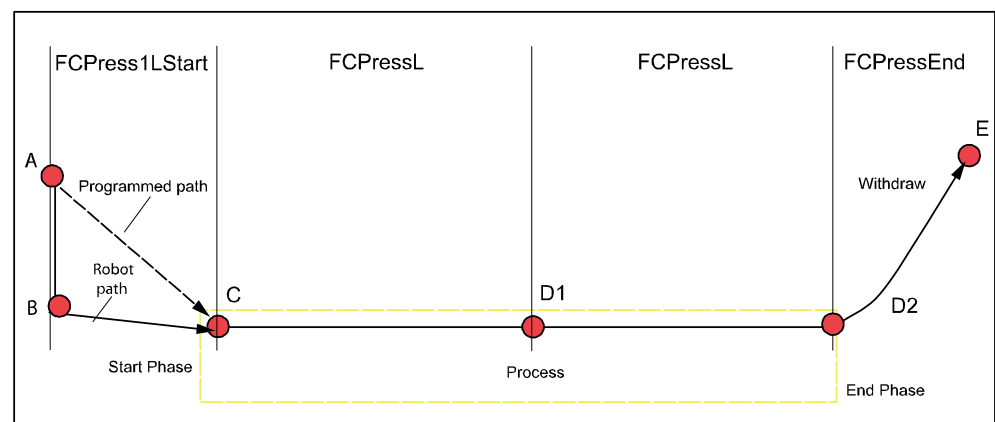 FCPress1LStart
FCPressL
FCPressL
FCPressEnd
E
A
Programmed path
Withdraw
Robot
path
B
C
D1
D2
Start Phase
Process
End Phase